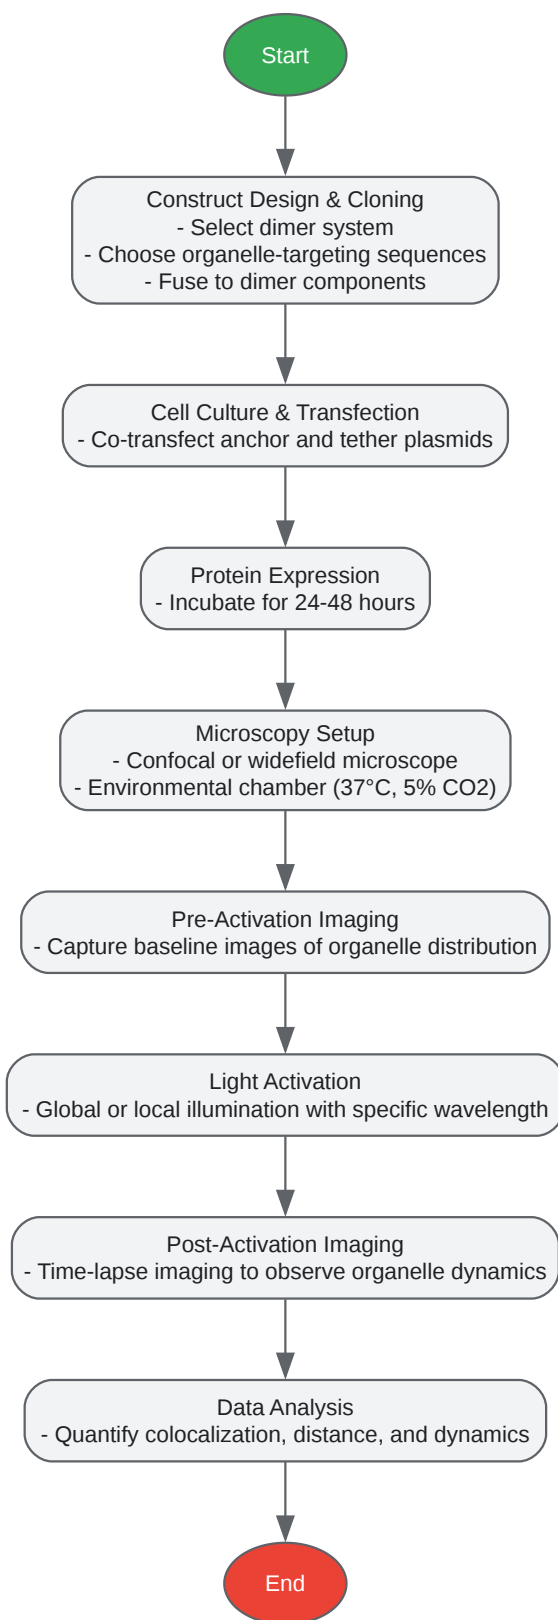 Start
Construct Design & Cloning
- Select dimer system
- Choose organelle-targeting sequences
- Fuse to dimer components
Cell Culture & Transfection
- Co-transfect anchor and tether plasmids
Protein Expression
- Incubate for 24-48 hours
Microscopy Setup
- Confocal or widefield microscope
- Environmental chamber (37°C, 5% CO2)
Pre-Activation Imaging
- Capture baseline images of organelle distribution
Light Activation
- Global or local illumination with specific wavelength
Post-Activation Imaging
- Time-lapse imaging to observe organelle dynamics
Data Analysis
- Quantify colocalization, distance, and dynamics
End